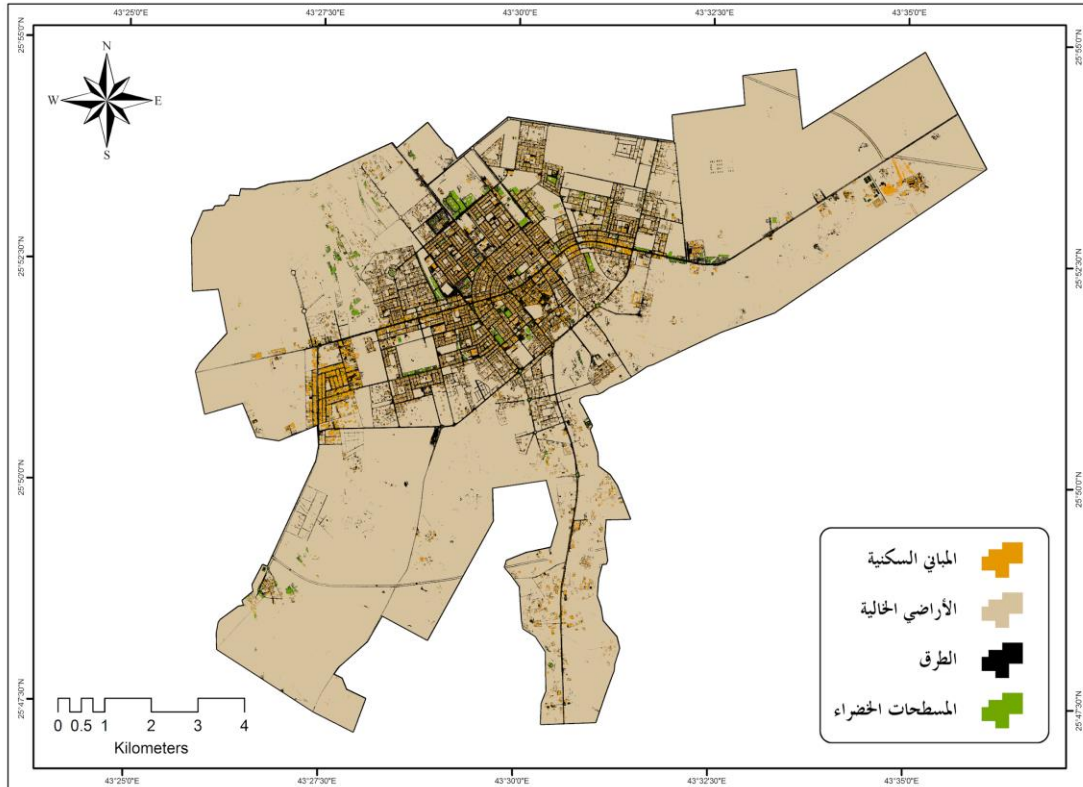 43°25'0"E 43°27'30"E 43°30'0"E 43°32'30"E 43°35'0"E
25°55'0"N 25°55'0"N
N
W E
S
25°52'30"N 25°52'30"N
25°50'0"N 25°50'0"N
المباني السكنية
الأراضي الخالية
الطرق
المسطحات الخضراء
25°47'30"N 25°47'30"N
0 0.5 1 2 3 4
Kilometers
43°25'0"E 43°27'30"E 43°30'0"E 43°32'30"E 43°35'0"E